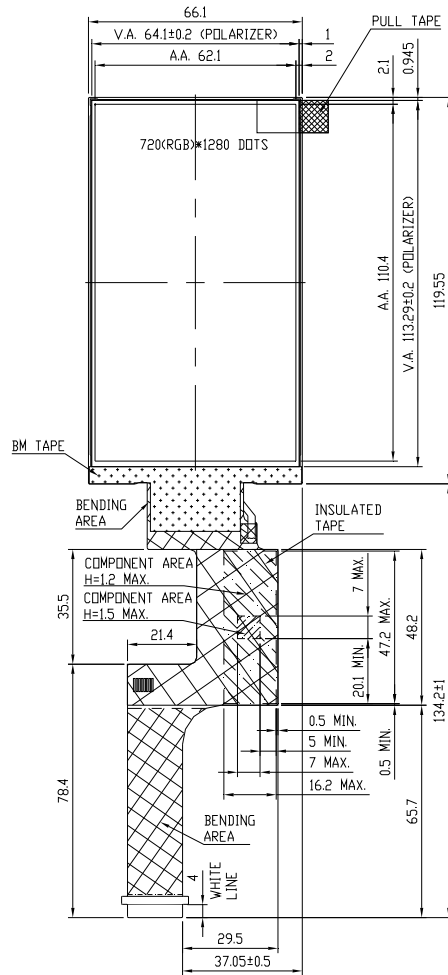 66.1
V.A. 64.1±0.2 (POLARIZER)
1
A.A. 62.1
2
PULL TAPE
2.1
0.945
720(RGB)*1280 DOTS
A.A. 110.4
V.A. 113.29±0.2 (POLARIZER)
119.55
BM TAPE
BENDING
AREA
INSULATED
TAPE
COMPONENT AREA
H=1.2 MAX.
COMPONENT AREA
H=1.5 MAX.
35.5
21.4
7 MAX.
47.2 MAX.
48.2
20.1 MIN.
134.2±1
0.5 MIN.
5 MIN.
7 MAX.
16.2 MAX.
0.5 MIN.
78.4
65.7
BENDING
AREA
4
WHITE
LINE
29.5
37.05±0.5